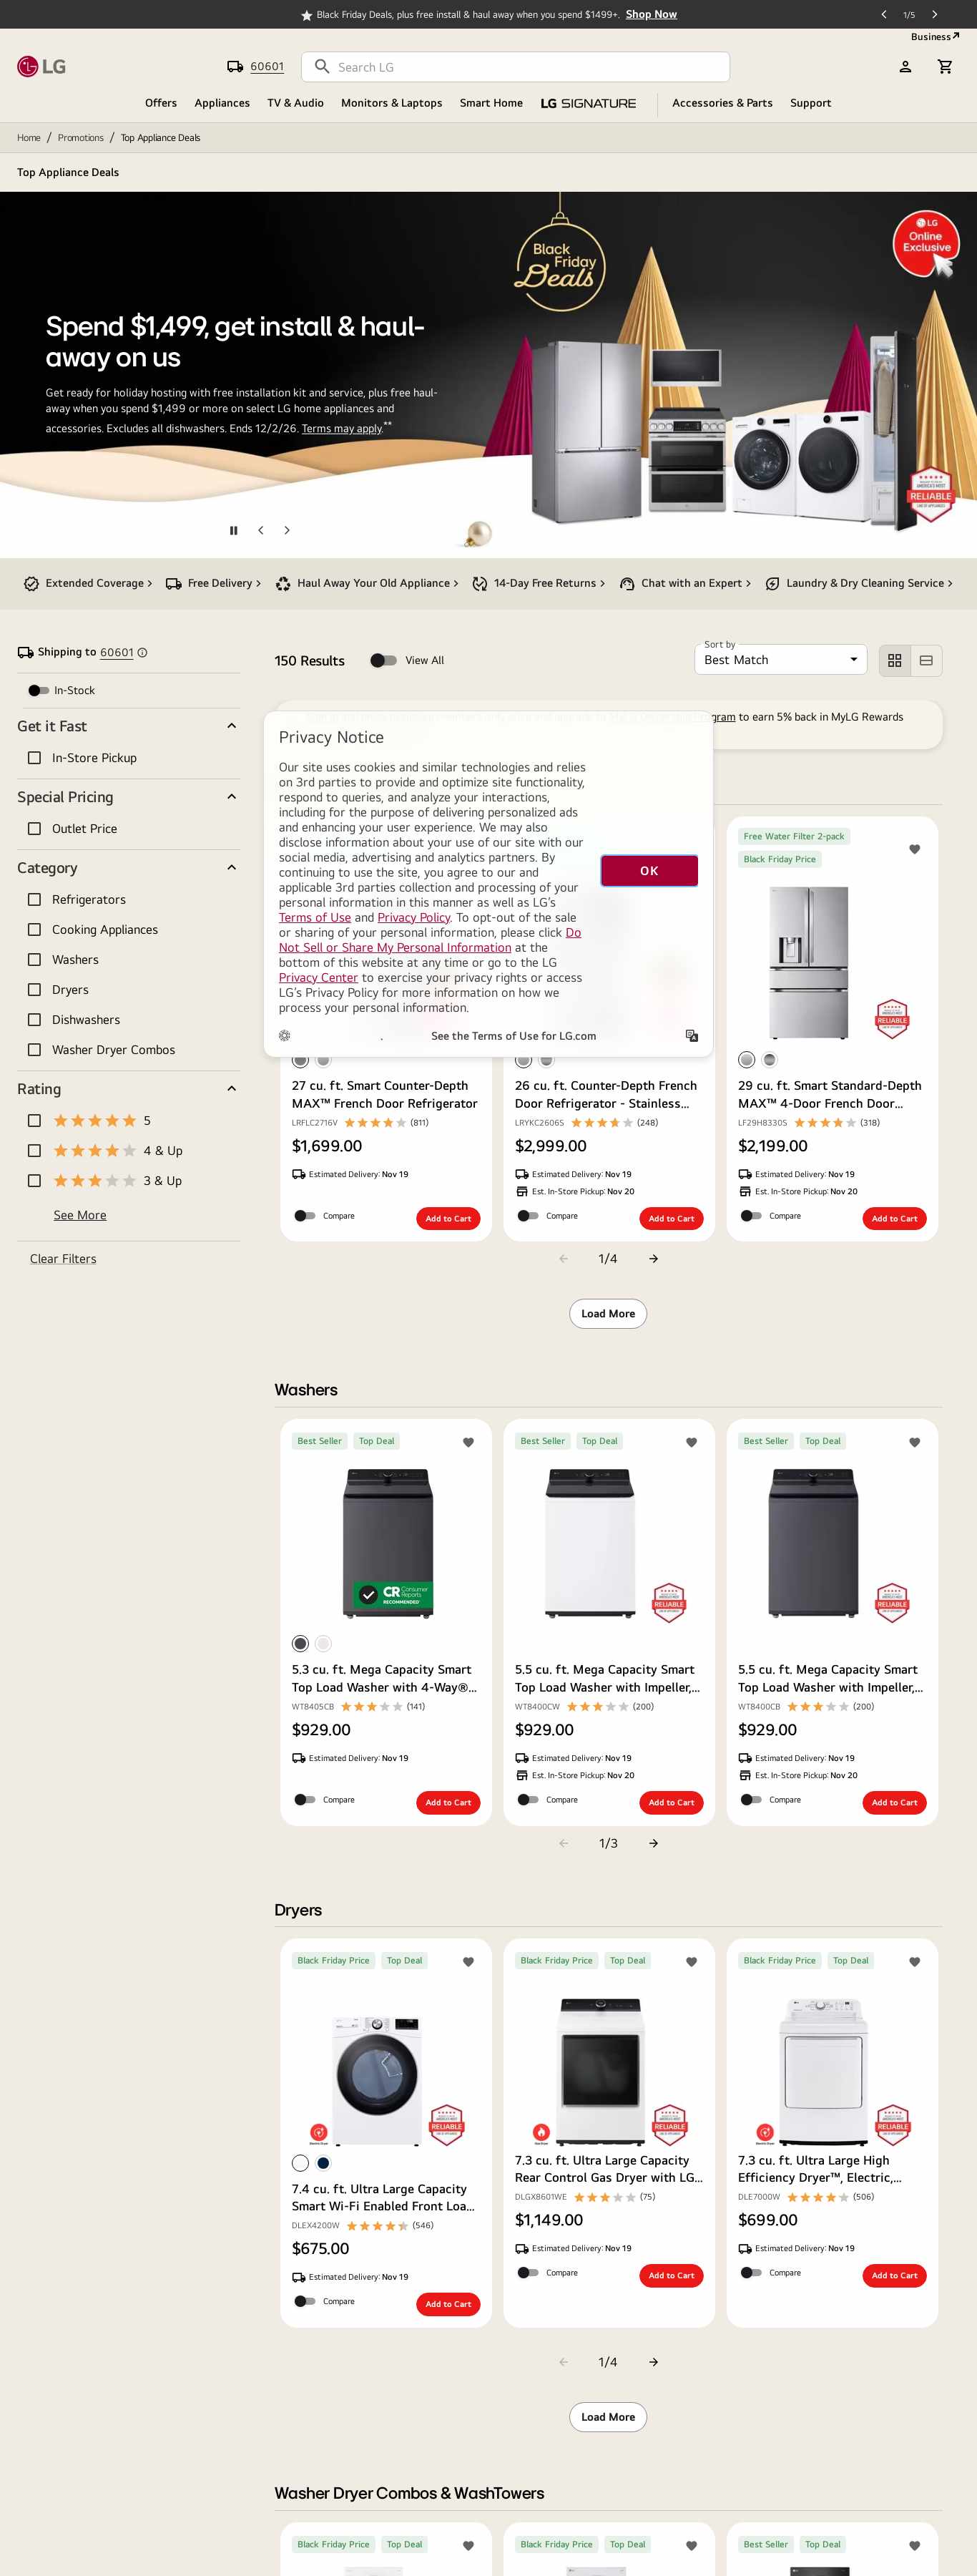 Black Friday Deals, plus free install & haul away when you spend $1499+. Shop Now
1/5
Business
LG
60601
Search LG
Offers
Appliances
TV & Audio
Monitors & Laptops
Smart Home
LG SIGNATURE
Accessories & Parts
Support
Home / Promotions / Top Appliance Deals
Top Appliance Deals
Black Friday Deals
LG Online Exclusive
Spend $1,499, get install & haul-
away on us
Get ready for holiday hosting with free installation kit and service, plus free haul-
away when you spend $1,499 or more on select LG home appliances and
accessories. Excludes all dishwashers. Ends 12/2/26. Terms may apply.**
RELIABLE
Extended Coverage
Free Delivery
Haul Away Your Old Appliance
14-Day Free Returns
Chat with an Expert
Laundry & Dry Cleaning Service
Shipping to 60601
In-Stock
Get it Fast
In-Store Pickup
Special Pricing
Outlet Price
Category
Refrigerators
Cooking Appliances
Washers
Dryers
Dishwashers
Washer Dryer Combos
Rating
5
4 & Up
3 & Up
See More
Clear Filters
150 Results
View All
Sort by
Best Match
to earn 5% back in MyLG Rewards
Privacy Notice
Our site uses cookies and similar technologies and relies
on 3rd parties to provide and optimize site functionality,
respond to queries, and analyze your interactions,
including for the purpose of delivering personalized ads
and enhancing your user experience. We may also
disclose information about your use of our site with our
social media, advertising and analytics partners. By
continuing to use the site, you agree to our and
applicable 3rd parties collection and processing of your
personal information in this manner as well as LG’s
Terms of Use and Privacy Policy. To opt-out of the sale
or sharing of your personal information, please click Do
Not Sell or Share My Personal Information at the
bottom of this website at any time or go to the LG
Privacy Center to exercise your privacy rights or access
LG’s Privacy Policy for more information on how we
process your personal information.
OK
. See the Terms of Use for LG.com
Free Water Filter 2-pack
Black Friday Price
RELIABLE
27 cu. ft. Smart Counter-Depth
MAX™ French Door Refrigerator
LRFLC2716V (811)
$1,699.00
Estimated Delivery: Nov 19
Compare
Add to Cart
26 cu. ft. Counter-Depth French
Door Refrigerator - Stainless...
LRYKC2606S (248)
$2,999.00
Estimated Delivery: Nov 19
Est. In-Store Pickup: Nov 20
Compare
Add to Cart
29 cu. ft. Smart Standard-Depth
MAX™ 4-Door French Door...
LF29H8330S (318)
$2,199.00
Estimated Delivery: Nov 19
Est. In-Store Pickup: Nov 20
Compare
Add to Cart
1/4
Load More
Washers
Best Seller
Top Deal
CR Consumer Reports
RECOMMENDED
5.3 cu. ft. Mega Capacity Smart
Top Load Washer with 4-Way®...
WT8405CB (141)
$929.00
Estimated Delivery: Nov 19
Compare
Add to Cart
Best Seller
Top Deal
RELIABLE
5.5 cu. ft. Mega Capacity Smart
Top Load Washer with Impeller,...
WT8400CW (200)
$929.00
Estimated Delivery: Nov 19
Est. In-Store Pickup: Nov 20
Compare
Add to Cart
Best Seller
Top Deal
RELIABLE
5.5 cu. ft. Mega Capacity Smart
Top Load Washer with Impeller,...
WT8400CB (200)
$929.00
Estimated Delivery: Nov 19
Est. In-Store Pickup: Nov 20
Compare
Add to Cart
1/3
Dryers
Black Friday Price
Top Deal
RELIABLE
7.4 cu. ft. Ultra Large Capacity
Smart Wi-Fi Enabled Front Loa...
DLEX4200W (546)
$675.00
Estimated Delivery: Nov 19
Compare
Add to Cart
Black Friday Price
Top Deal
RELIABLE
7.3 cu. ft. Ultra Large Capacity
Rear Control Gas Dryer with LG...
DLGX8601WE (75)
$1,149.00
Estimated Delivery: Nov 19
Compare
Add to Cart
Black Friday Price
Top Deal
RELIABLE
7.3 cu. ft. Ultra Large High
Efficiency Dryer™, Electric,...
DLE7000W (506)
$699.00
Estimated Delivery: Nov 19
Compare
Add to Cart
1/4
Load More
Washer Dryer Combos & WashTowers
Black Friday Price
Top Deal
Black Friday Price
Top Deal
Best Seller
Top Deal